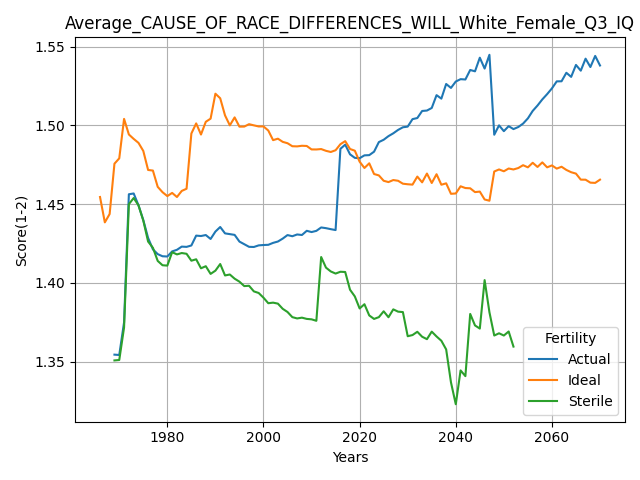 Average_CAUSE_OF_RACE_DIFFERENCES_WILL_White_Female_Q3_IQ
Score(1-2)
1.55
1.50
1.45
1.40
1.35
Fertility
Actual
Ideal
Sterile
1980
2000
2020
2040
2060
Years